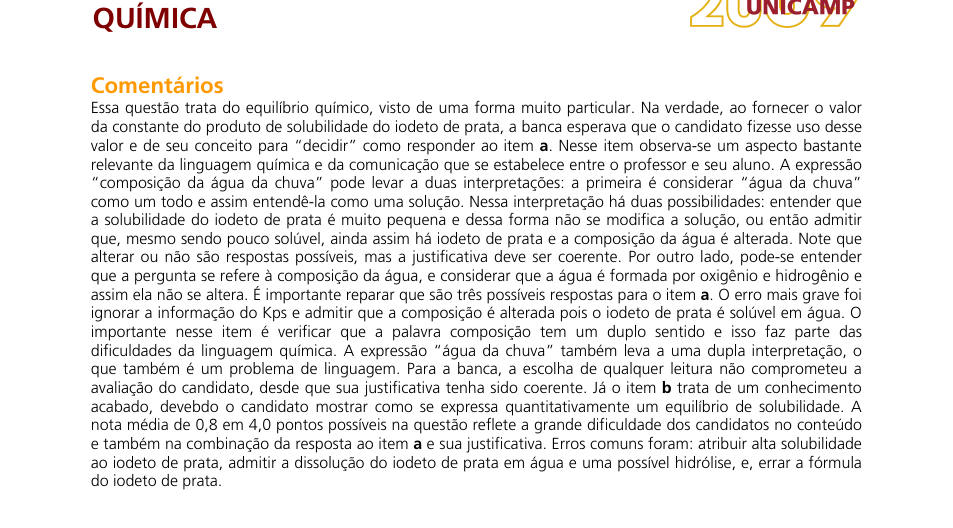 QUÍMICA
2009
UNICAMP
Comentários
Essa questão trata do equilíbrio químico, visto de uma forma muito particular. Na verdade, ao fornecer o valor
da constante do produto de solubilidade do iodeto de prata, a banca esperava que o candidato fizesse uso desse
valor e de seu conceito para “decidir” como responder ao item a. Nesse item observa-se um aspecto bastante
relevante da linguagem química e da comunicação que se estabelece entre o professor e seu aluno. A expressão
“composição da água da chuva” pode levar a duas interpretações: a primeira é considerar “água da chuva”
como um todo e assim entendê-la como uma solução. Nessa interpretação há duas possibilidades: entender que
a solubilidade do iodeto de prata é muito pequena e dessa forma não se modifica a solução, ou então admitir
que, mesmo sendo pouco solúvel, ainda assim há iodeto de prata e a composição da água é alterada. Note que
alterar ou não são respostas possíveis, mas a justificativa deve ser coerente. Por outro lado, pode-se entender
que a pergunta se refere à composição da água, e considerar que a água é formada por oxigênio e hidrogênio e
assim ela não se altera. É importante reparar que são três possíveis respostas para o item a. O erro mais grave foi
ignorar a informação do Kps e admitir que a composição é alterada pois o iodeto de prata é solúvel em água. O
importante nesse item é verificar que a palavra composição tem um duplo sentido e isso faz parte das
dificuldades da linguagem química. A expressão “água da chuva” também leva a uma dupla interpretação, o
que também é um problema de linguagem. Para a banca, a escolha de qualquer leitura não comprometeu a
avaliação do candidato, desde que sua justificativa tenha sido coerente. Já o item b trata de um conhecimento
acabado, devebdo o candidato mostrar como se expressa quantitativamente um equilíbrio de solubilidade. A
nota média de 0,8 em 4,0 pontos possíveis na questão reflete a grande dificuldade dos candidatos no conteúdo
e também na combinação da resposta ao item a e sua justificativa. Erros comuns foram: atribuir alta solubilidade
ao iodeto de prata, admitir a dissolução do iodeto de prata em água e uma possível hidrólise, e, errar a fórmula
do iodeto de prata.